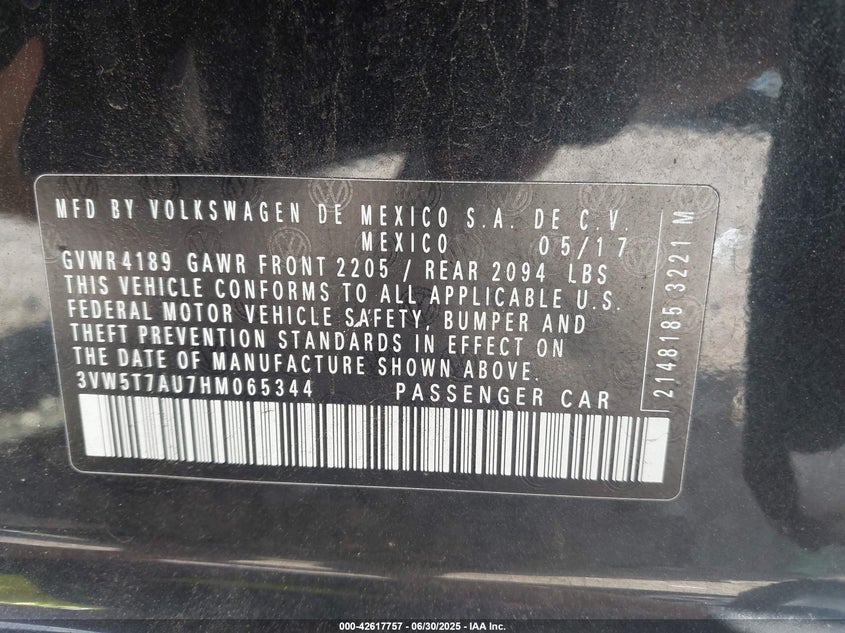 MFD BY VOLKSWAGEN DE MEXICO S.A. DE C.V.
MEXICO 05/17
GVWR 4189 GAWR FRONT 2205 / REAR 2094 LBS
THIS VEHICLE CONFORMS TO ALL APPLICABLE U.S.
FEDERAL MOTOR VEHICLE SAFETY, BUMPER AND
THEFT PREVENTION STANDARDS IN EFFECT ON
THE DATE OF MANUFACTURE SHOWN ABOVE.
3VW5T7AU7HM065344 PASSENGER CAR
2148185 3221 M
000-42617757 - 06/30/2025 - IAA Inc.